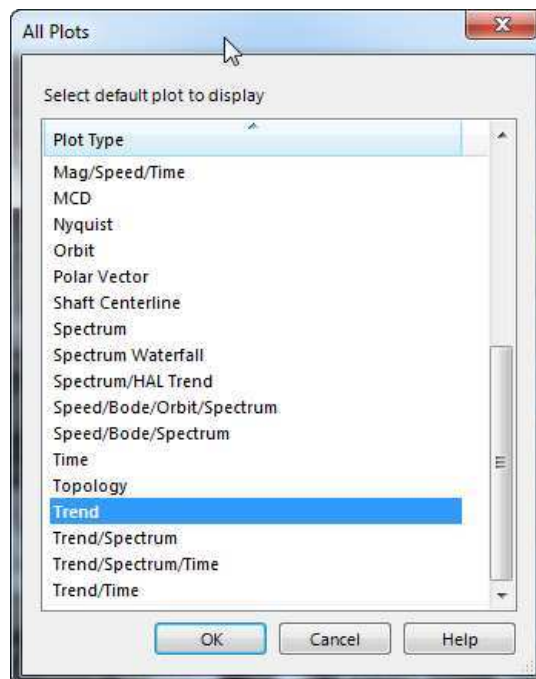 All Plots
Select default plot to display
Plot Type
Mag/Speed/Time
MCD
Nyquist
Orbit
Polar Vector
Shaft Centerline
Spectrum
Spectrum Waterfall
Spectrum/HAL Trend
Speed/Bode/Orbit/Spectrum
Speed/Bode/Spectrum
Time
Topology
Trend
Trend/Spectrum
Trend/Spectrum/Time
Trend/Time
OK Cancel Help